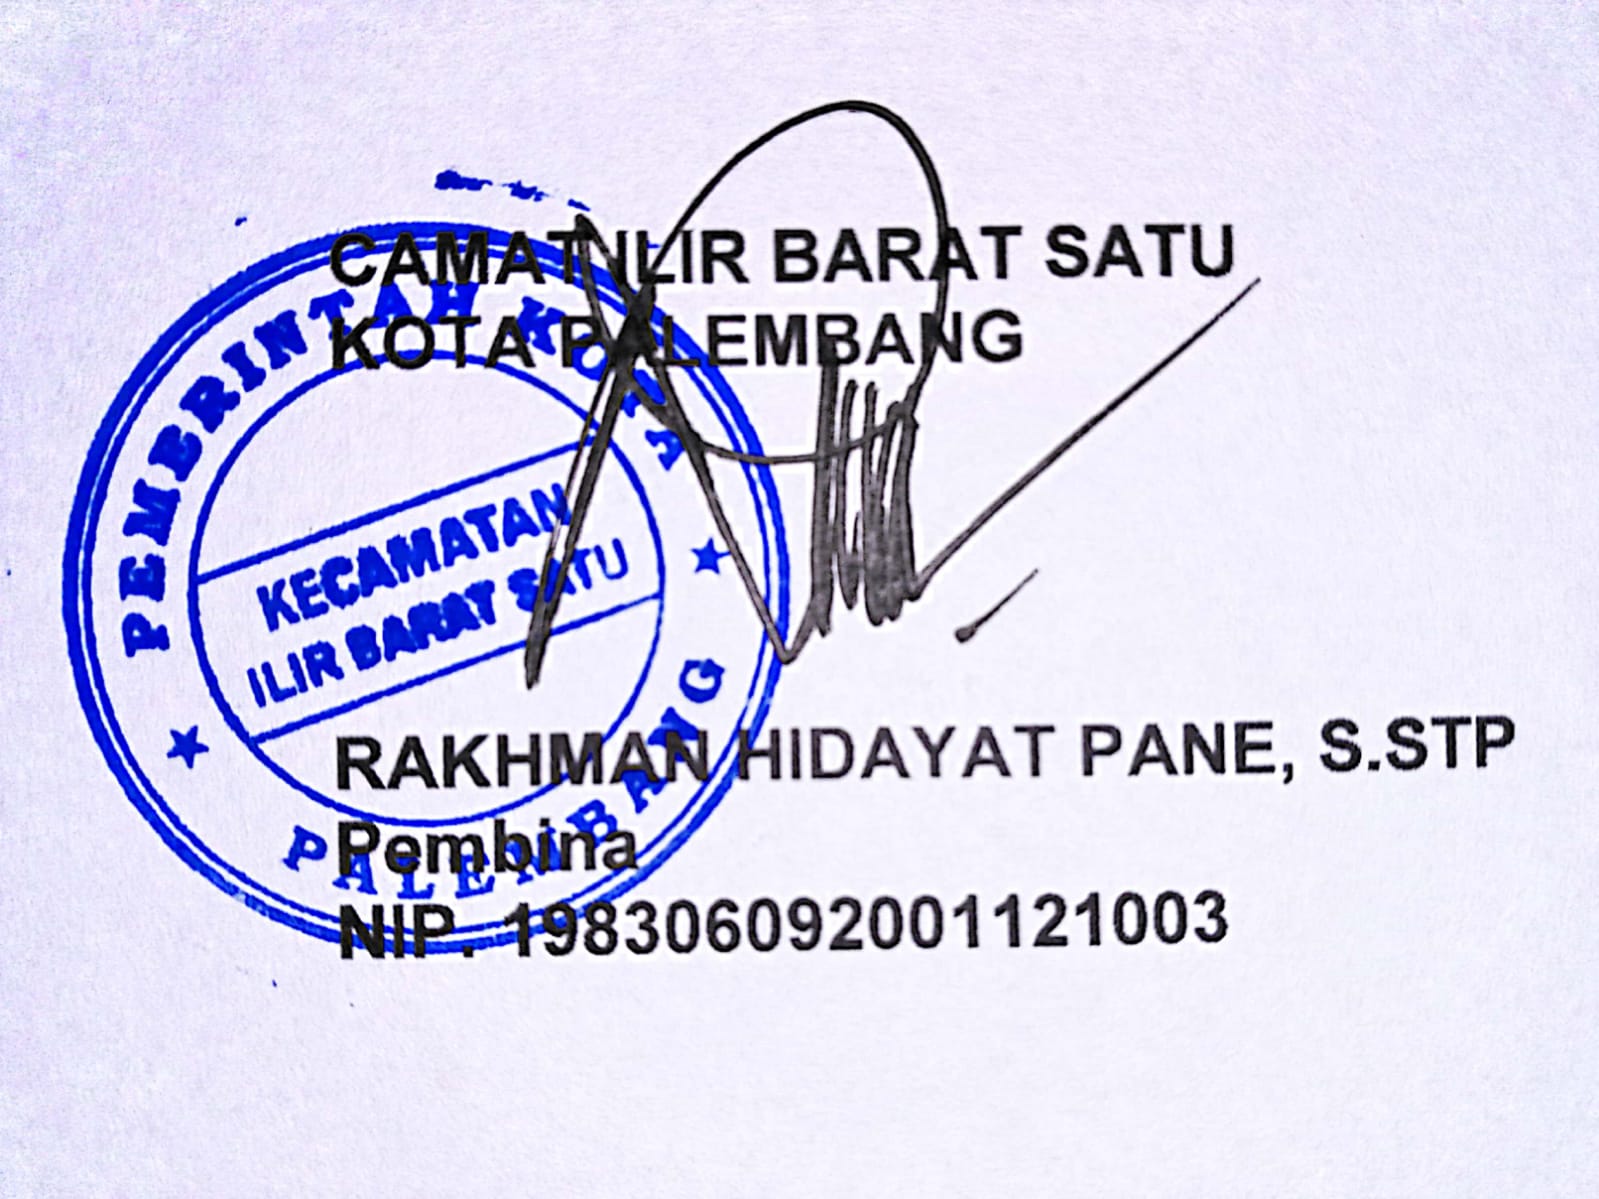 CAMAT ILIR BARAT SATU
KOTA PALEMBANG
PEMERINTAH KOTA
KECAMATAN
ILIR BARAT SATU
PALEMBANG
RAKHMAN HIDAYAT PANE, S.STP
Pembina
NIP. 198306092001121003